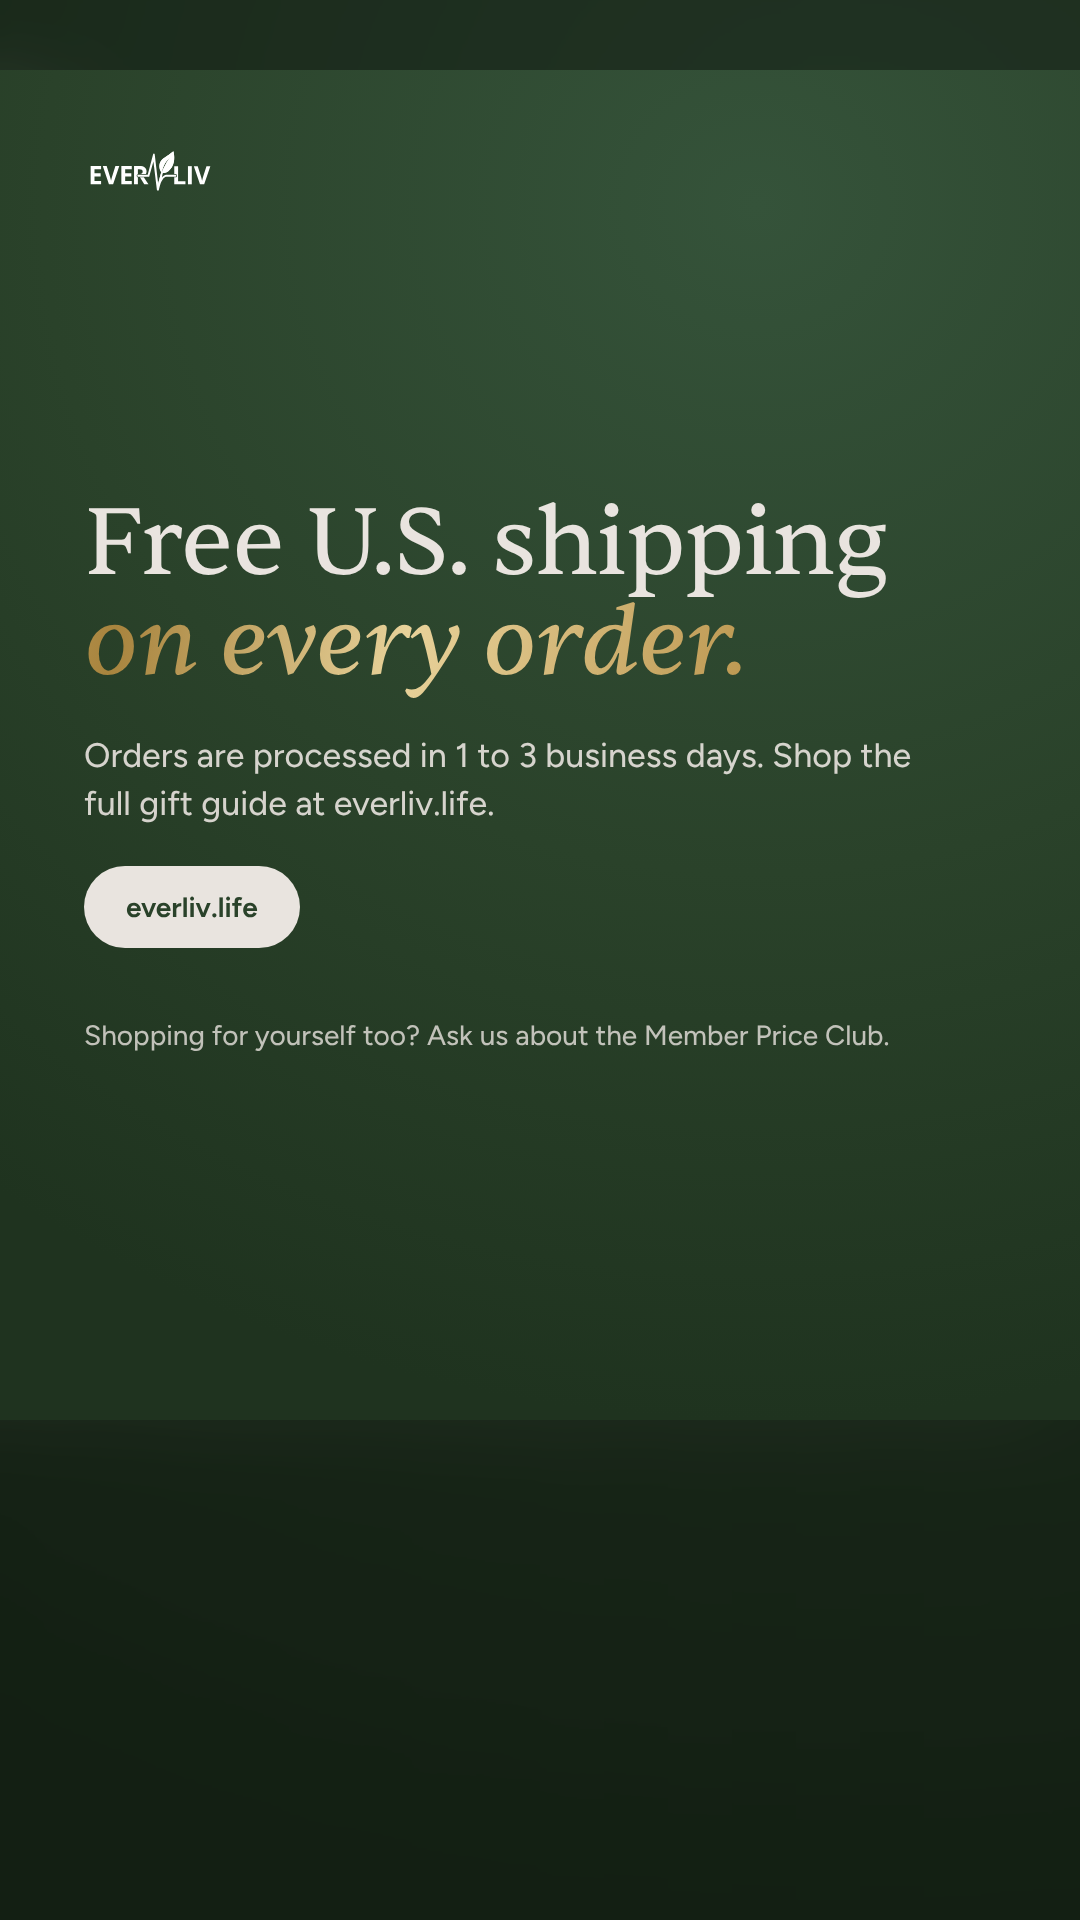 EVERLIV
Free U.S. shipping
on every order.
Orders are processed in 1 to 3 business days. Shop the
full gift guide at everliv.life.
everliv.life
Shopping for yourself too? Ask us about the Member Price Club.